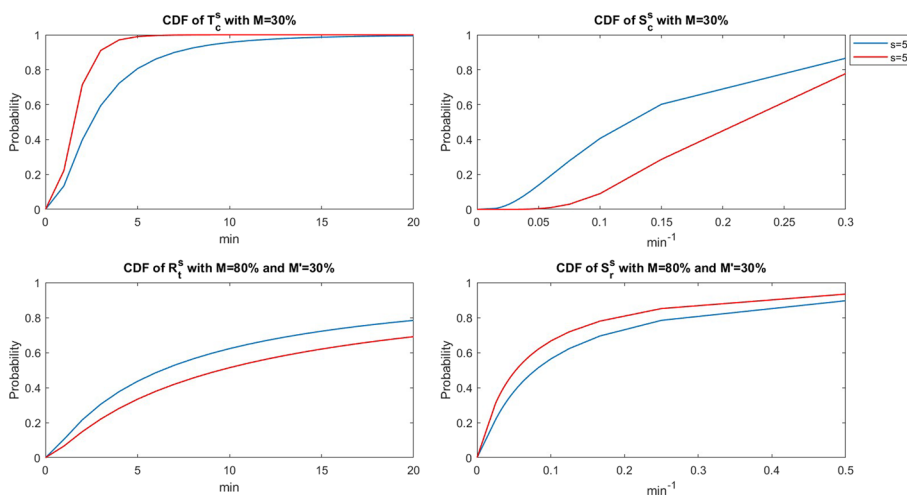 CDF of T_c^s with M=30%
Probability
1
0.8
0.6
0.4
0.2
0
0 5 10 15 20
min
CDF of S_c^s with M=30%
Probability
1
0.8
0.6
0.4
0.2
0
0 0.05 0.1 0.15 0.2 0.25 0.3
min^-1
s=5
s=5
CDF of R_t^s with M=80% and M'=30%
Probability
1
0.8
0.6
0.4
0.2
0
0 5 10 15 20
min
CDF of S_r^s with M=80% and M'=30%
Probability
1
0.8
0.6
0.4
0.2
0
0 0.1 0.2 0.3 0.4 0.5
min^-1